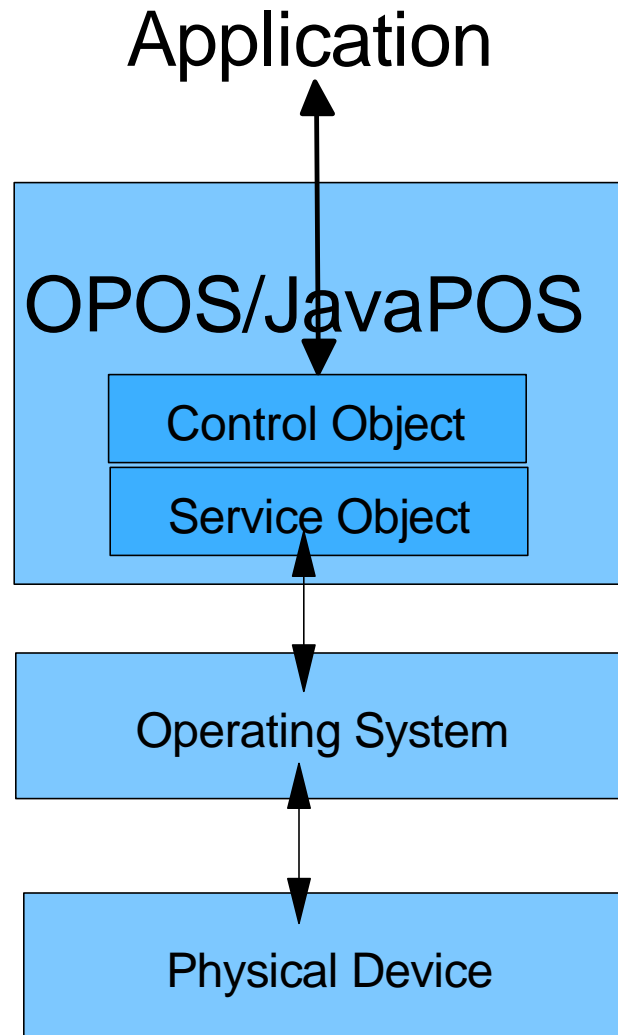 Application
OPOS/JavaPOS
Control Object
Service Object
Operating System
Physical Device